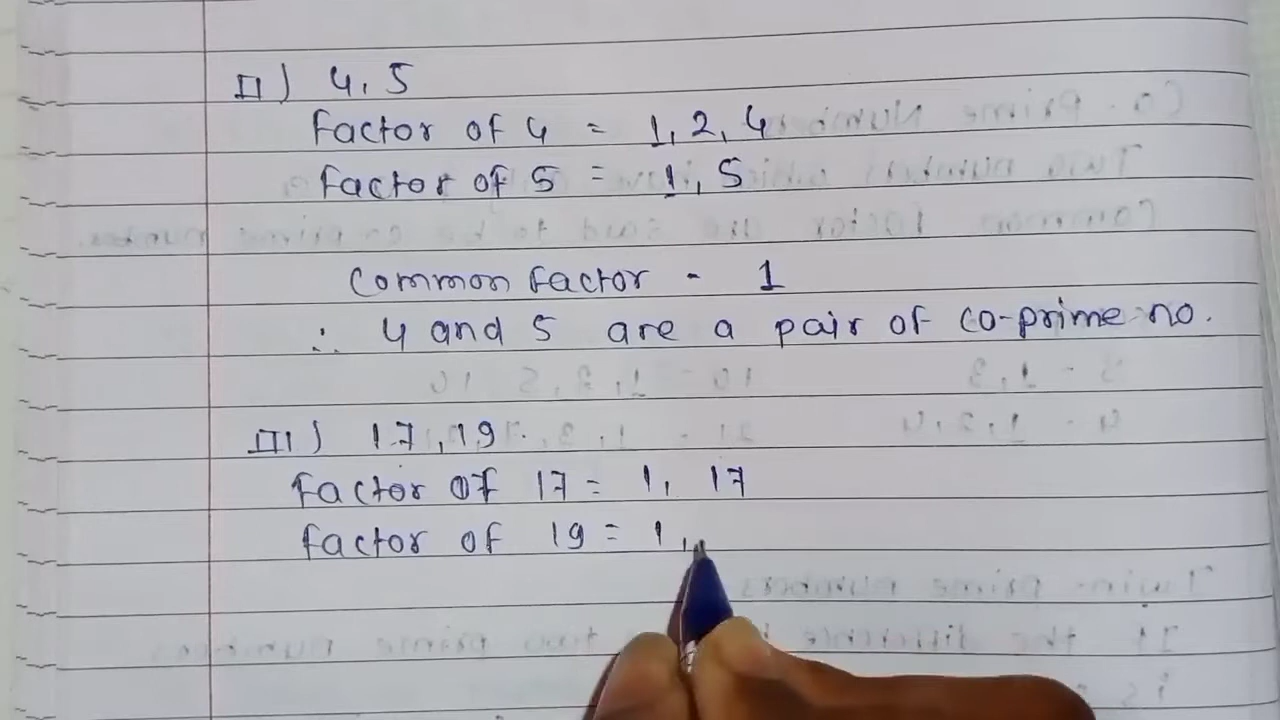 II) 4, 5
Factor of 4 = 1, 2, 4
Factor of 5 = 1, 5
Common factor - 1
∴ 4 and 5 are a pair of co-prime no.
III) 17, 19.
Factor of 17 = 1, 17
Factor of 19 = 1,